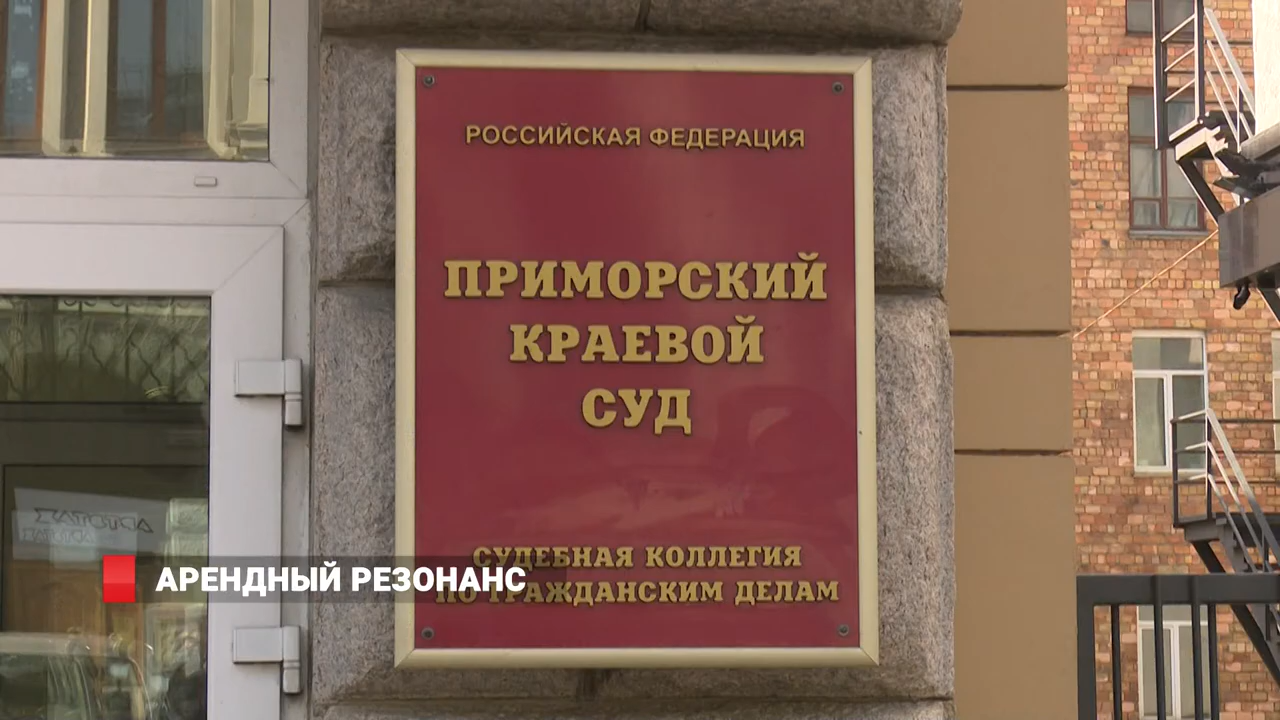 РОССИЙСКАЯ ФЕДЕРАЦИЯ
ПРИМОРСКИЙ
КРАЕВОЙ
СУД
СУДЕБНАЯ КОЛЛЕГИЯ
ПО ГРАЖДАНСКИМ ДЕЛАМ
АРЕНДНЫЙ РЕЗОНАНС